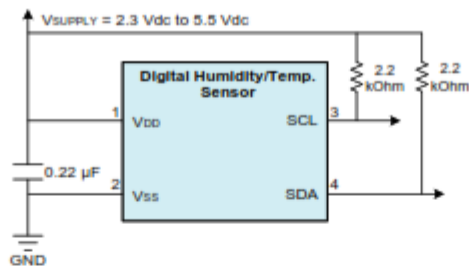 VSUPPLY = 2.3 Vdc to 5.5 Vdc
Digital Humidity/Temp.
Sensor
2.2
kOhm
2.2
kOhm
1
VDD
SCL
3
0.22 µF
2
VSS
SDA
4
GND